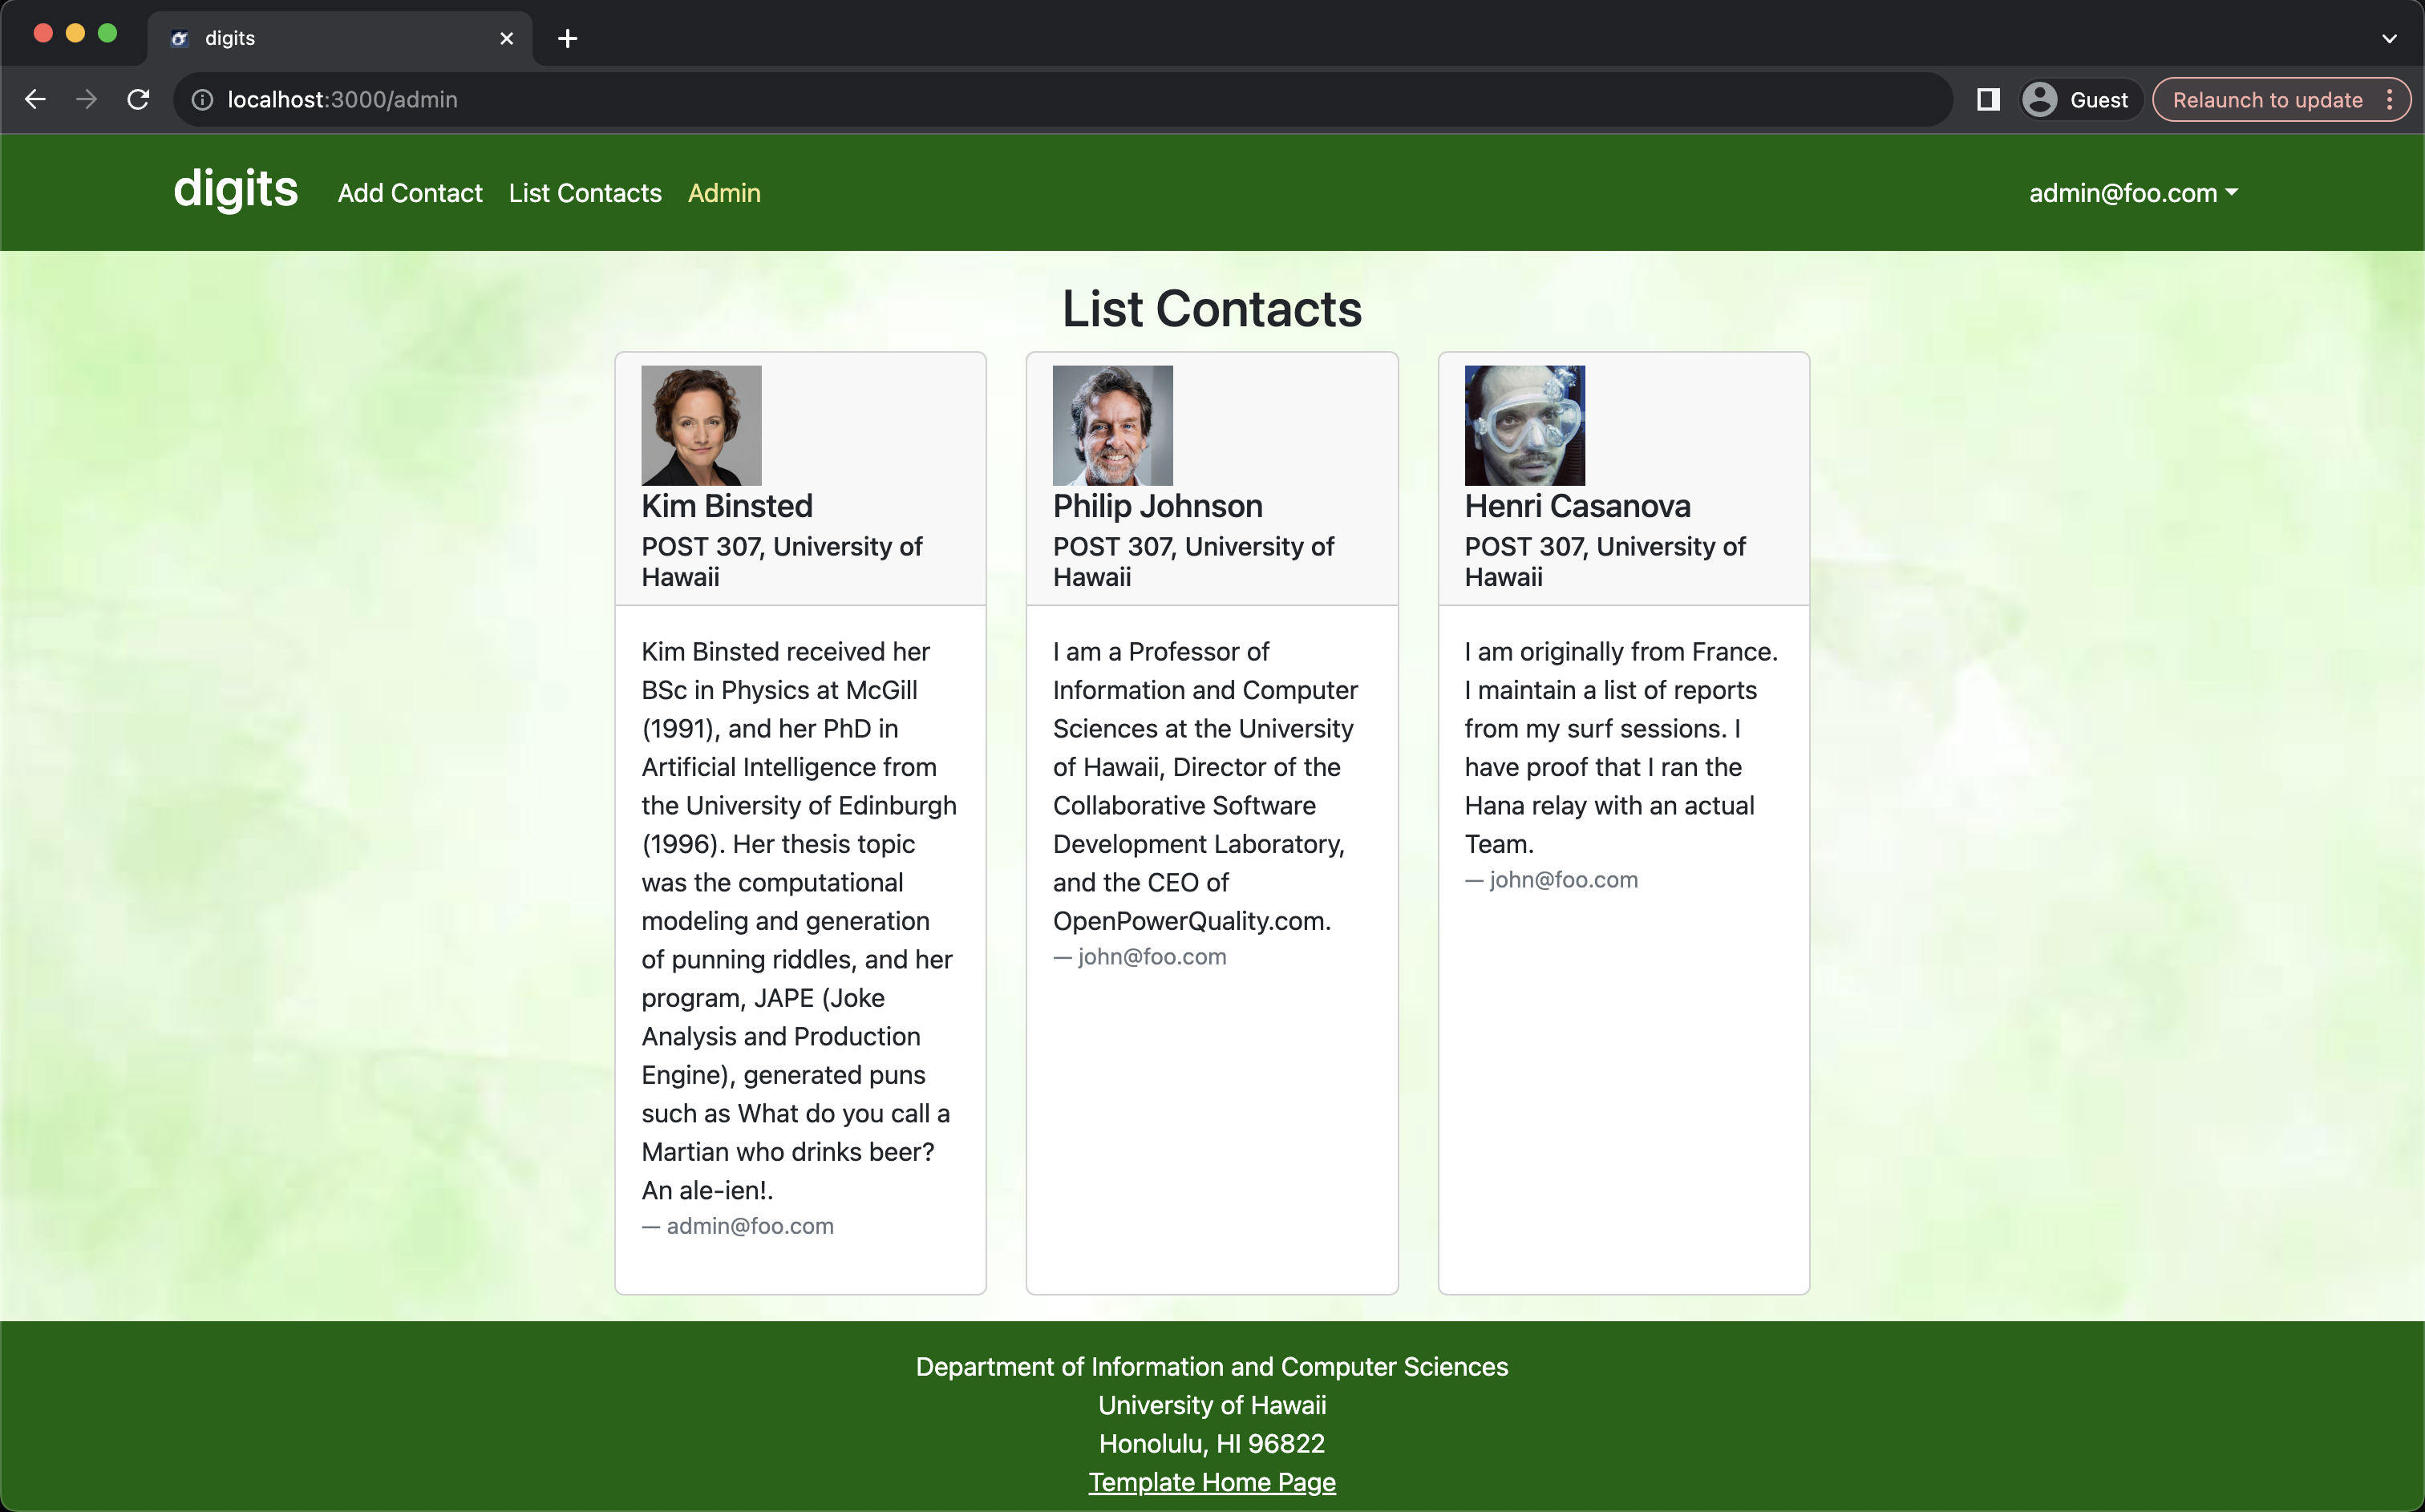 digits
localhost:3000/admin
Guest
Relaunch to update
digits
Add Contact
List Contacts
Admin
admin@foo.com
List Contacts
Kim Binsted
POST 307, University of
Hawaii
Kim Binsted received her
BSc in Physics at McGill
(1991), and her PhD in
Artificial Intelligence from
the University of Edinburgh
(1996). Her thesis topic
was the computational
modeling and generation
of punning riddles, and her
program, JAPE (Joke
Analysis and Production
Engine), generated puns
such as What do you call a
Martian who drinks beer?
An ale-ien!.
— admin@foo.com
Philip Johnson
POST 307, University of
Hawaii
I am a Professor of
Information and Computer
Sciences at the University
of Hawaii, Director of the
Collaborative Software
Development Laboratory,
and the CEO of
OpenPowerQuality.com.
— john@foo.com
Henri Casanova
POST 307, University of
Hawaii
I am originally from France.
I maintain a list of reports
from my surf sessions. I
have proof that I ran the
Hana relay with an actual
Team.
— john@foo.com
Department of Information and Computer Sciences
University of Hawaii
Honolulu, HI 96822
Template Home Page